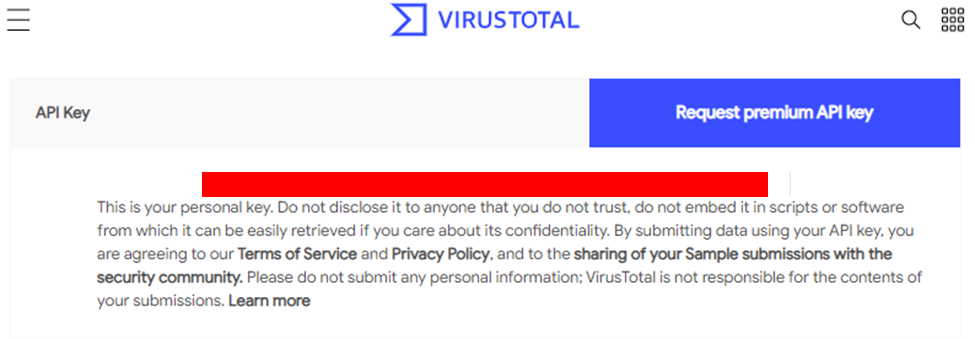 VIRUSTOTAL
API Key
Request premium API key
This is your personal key. Do not disclose it to anyone that you do not trust, do not embed it in scripts or software
from which it can be easily retrieved if you care about its confidentiality. By submitting data using your API key, you
are agreeing to our Terms of Service and Privacy Policy, and to the sharing of your Sample submissions with the
security community. Please do not submit any personal information; VirusTotal is not responsible for the contents of
your submissions. Learn more